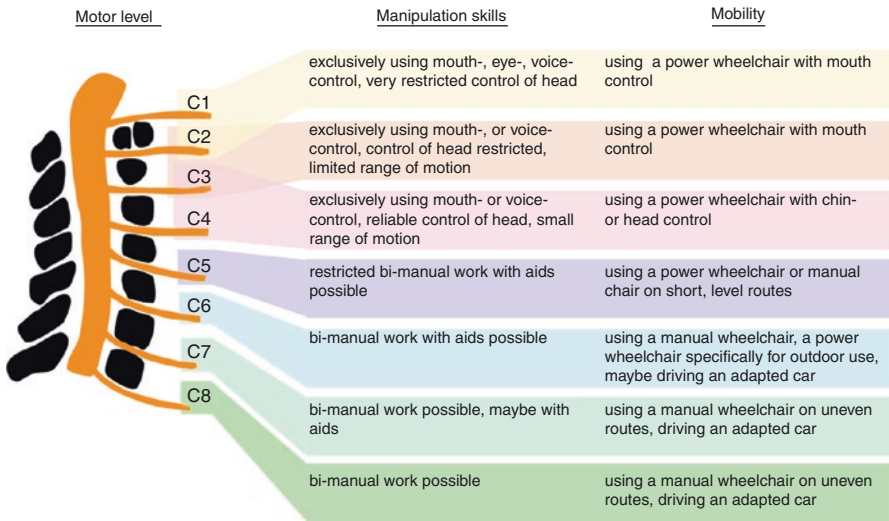 Motor level
Manipulation skills
Mobility
C1
C2
C3
C4
C5
C6
C7
C8
exclusively using mouth-, eye-, voice-
control, very restricted control of head
using a power wheelchair with mouth
control
exclusively using mouth-, or voice-
control, control of head restricted,
limited range of motion
using a power wheelchair with mouth
control
exclusively using mouth- or voice-
control, reliable control of head, small
range of motion
using a power wheelchair with chin-
or head control
restricted bi-manual work with aids
possible
using a power wheelchair or manual
chair on short, level routes
bi-manual work with aids possible
using a manual wheelchair, a power
wheelchair specifically for outdoor use,
maybe driving an adapted car
bi-manual work possible, maybe with
aids
using a manual wheelchair on uneven
routes, driving an adapted car
bi-manual work possible
using a manual wheelchair on uneven
routes, driving an adapted car